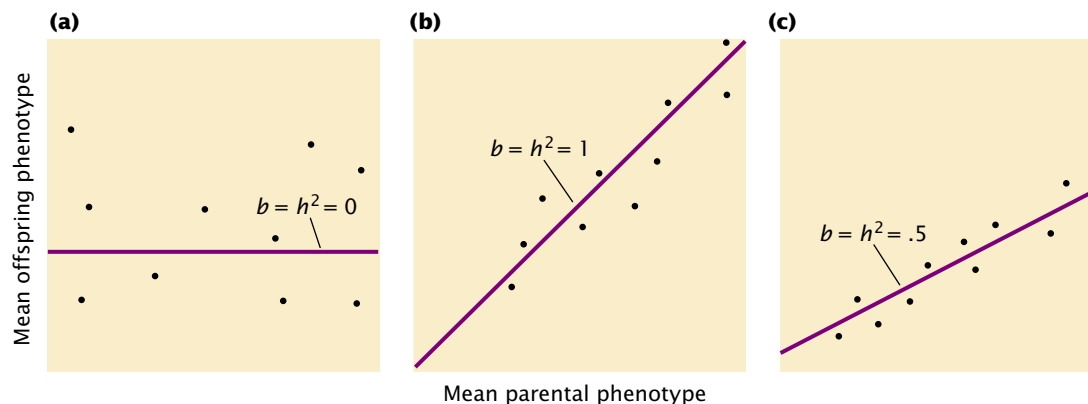 (a)
(b)
(c)
Mean offspring phenotype
b = h² = 0
b = h² = 1
b = h² = .5
Mean parental phenotype